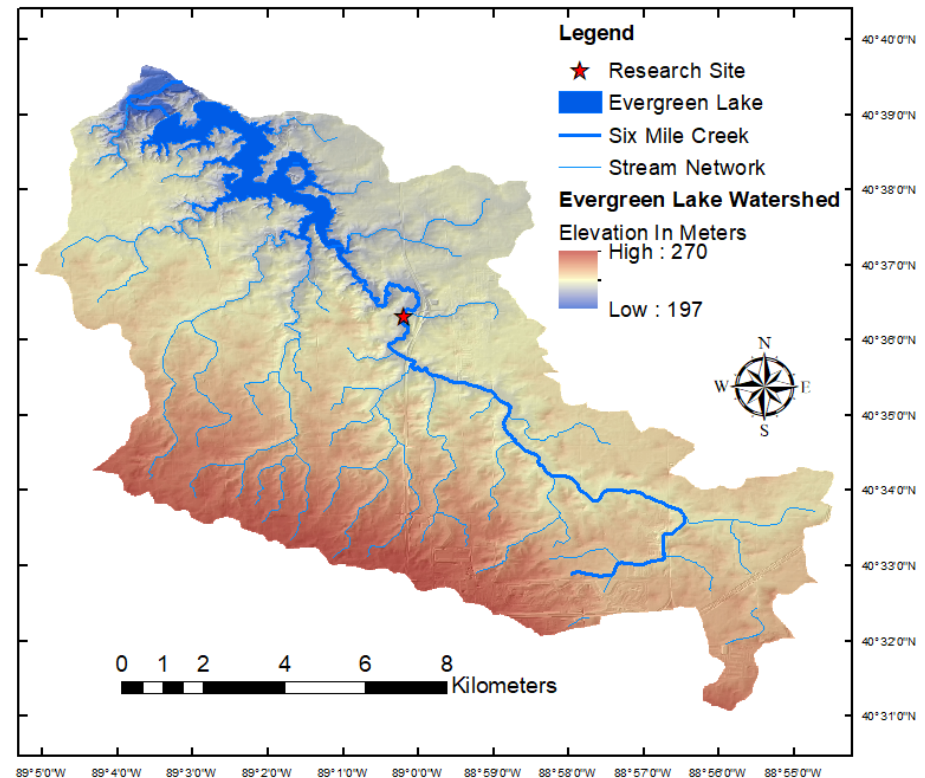 Legend
Research Site
Evergreen Lake
Six Mile Creek
Stream Network
Evergreen Lake Watershed
Elevation In Meters
High : 270
Low : 197
N
W E
S
0 1 2 4 6 8
Kilometers
40°40'0"N
40°39'0"N
40°38'0"N
40°37'0"N
40°36'0"N
40°35'0"N
40°34'0"N
40°33'0"N
40°32'0"N
40°31'0"N
89°5'0"W 89°4'0"W 89°3'0"W 89°2'0"W 89°1'0"W 89°0'0"W 88°59'0"W 88°58'0"W 88°57'0"W 88°56'0"W 88°55'0"W